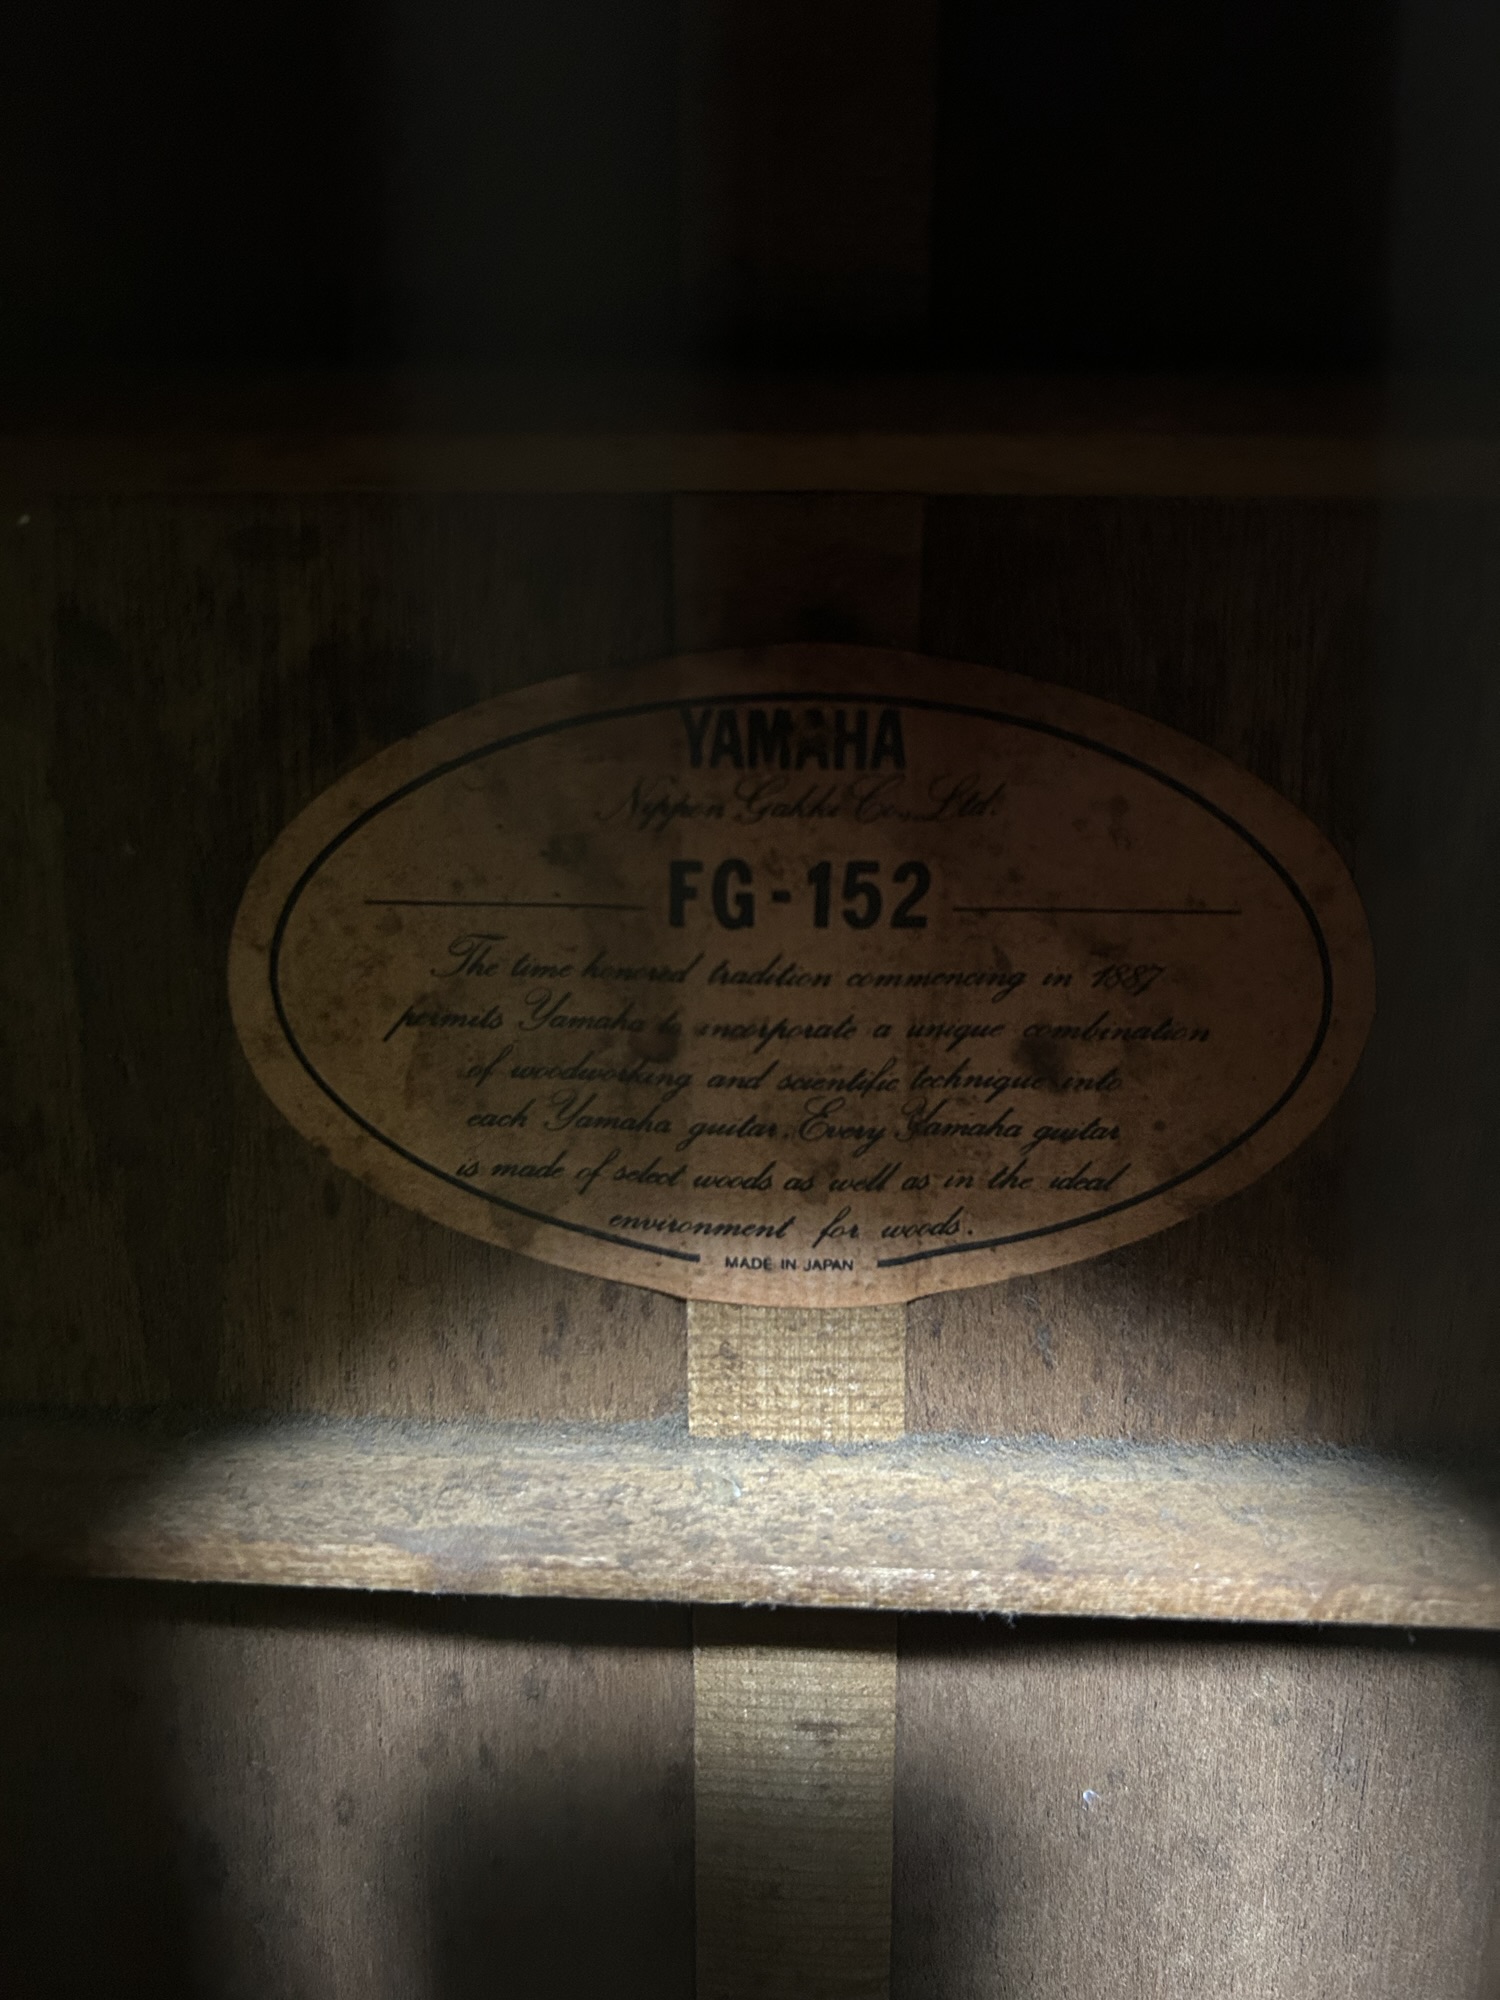 YAMAHA
Nippon Gakki Co., Ltd.
FG-152
The time honored tradition commencing in 1887
permits Yamaha to incorporate a unique combination
of woodworking and scientific technique into
each Yamaha guitar. Every Yamaha guitar
is made of select woods as well as in the ideal
environment for woods.
MADE IN JAPAN